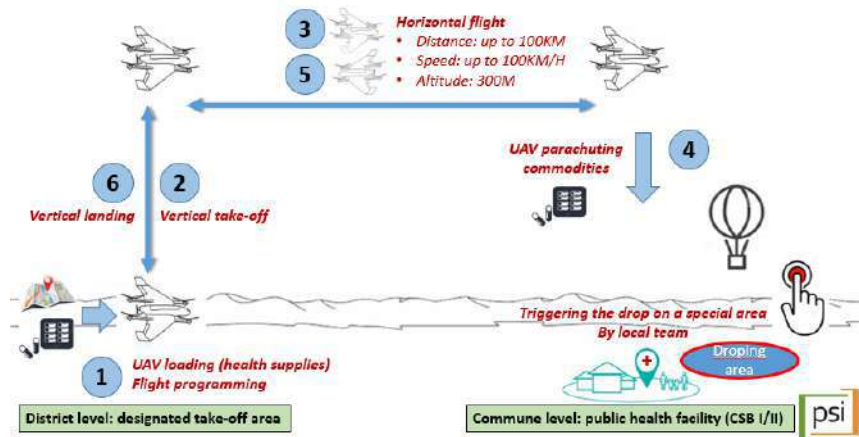 3
Horizontal flight
• Distance: up to 100KM
• Speed: up to 100KM/H
• Altitude: 300M
5
UAV parachuting
commodities
4
6
2
Vertical landing
Vertical take-off
Triggering the drop on a special area
By local team
Droping
area
1
UAV loading (health supplies)
Flight programming
District level: designated take-off area
Commune level: public health facility (CSB I/II)
psi